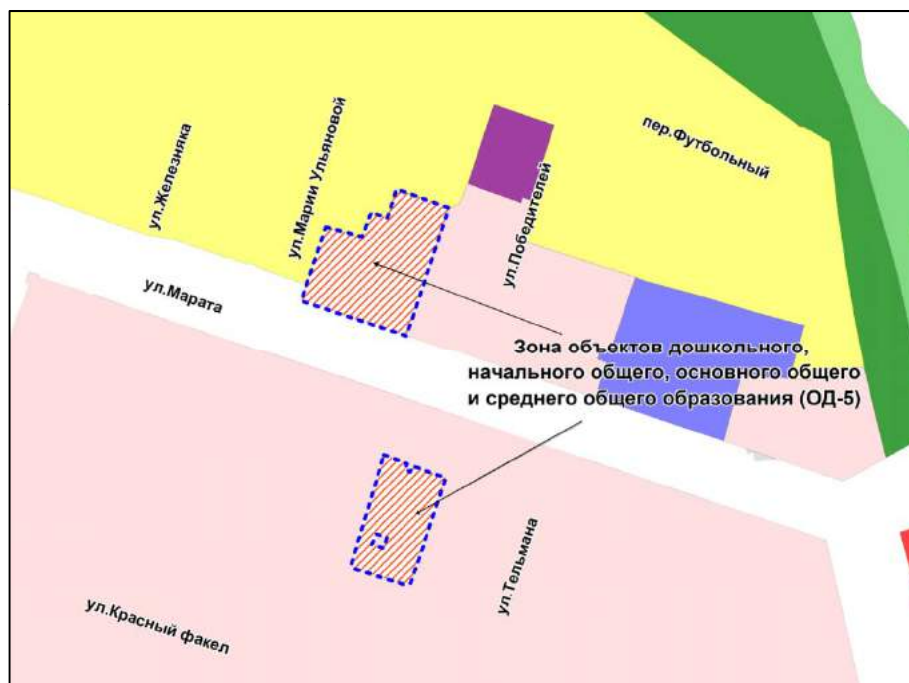 ул.Железняка
ул.Марии Ульяновой
ул.Победителей
пер.Футбольный
ул.Марата
Зона объектов дошкольного,
начального общего, основного общего
и среднего общего образования (ОД-5)
ул.Тельмана
ул.Красный факел